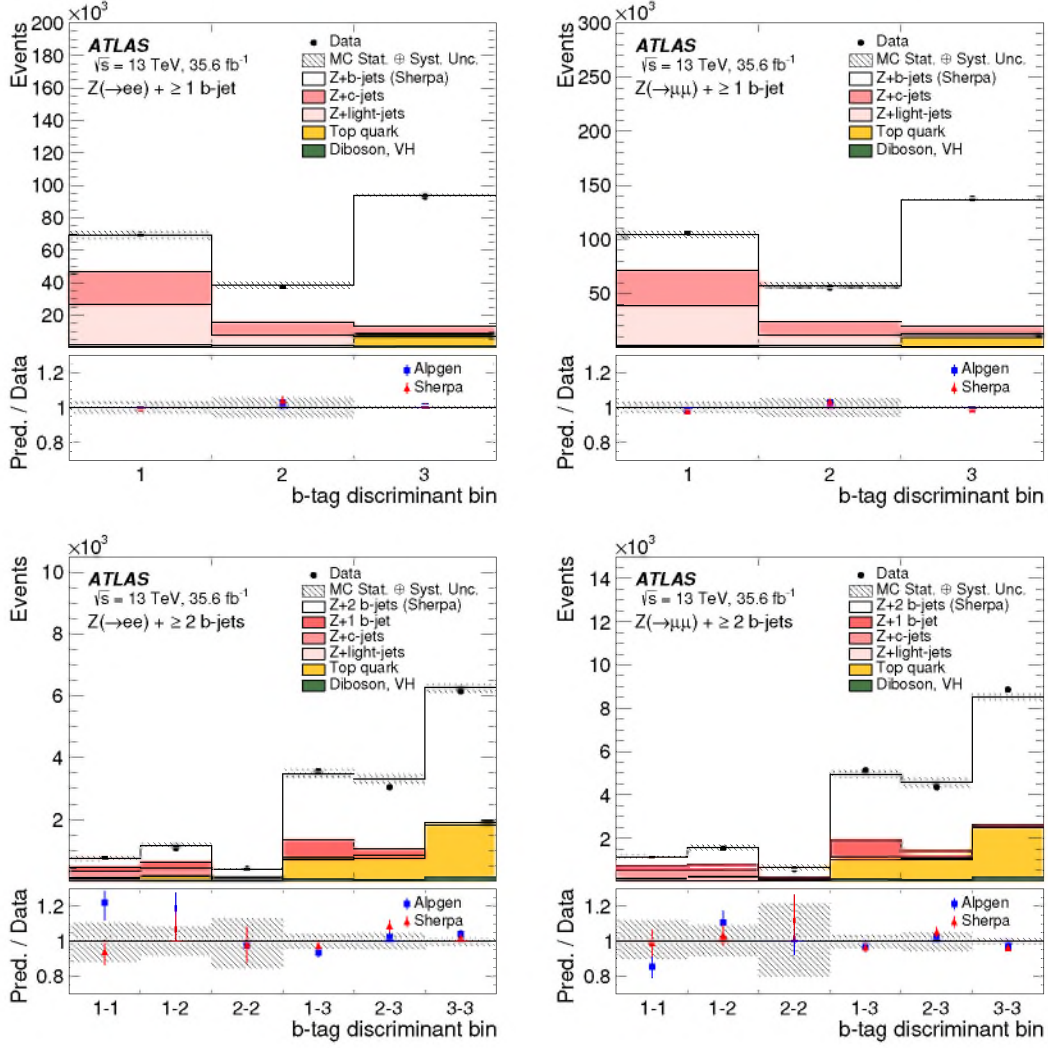 ×10³
Events
200
180
160
140
120
100
80
60
40
20
ATLAS
√s = 13 TeV, 35.6 fb⁻¹
Z(→ee) + ≥ 1 b-jet
Data
MC Stat. ⊕ Syst. Unc.
Z+b-jets (Sherpa)
Z+c-jets
Z+light-jets
Top quark
Diboson, VH
Pred. / Data
1.2
1
0.8
Alpgen
Sherpa
1 2 3
b-tag discriminant bin
×10³
Events
300
250
200
150
100
50
ATLAS
√s = 13 TeV, 35.6 fb⁻¹
Z(→μμ) + ≥ 1 b-jet
Data
MC Stat. ⊕ Syst. Unc.
Z+b-jets (Sherpa)
Z+c-jets
Z+light-jets
Top quark
Diboson, VH
Pred. / Data
1.2
1
0.8
Alpgen
Sherpa
1 2 3
b-tag discriminant bin
×10³
Events
10
8
6
4
2
ATLAS
√s = 13 TeV, 35.6 fb⁻¹
Z(→ee) + ≥ 2 b-jets
Data
MC Stat. ⊕ Syst. Unc.
Z+2 b-jets (Sherpa)
Z+1 b-jet
Z+c-jets
Z+light-jets
Top quark
Diboson, VH
Pred. / Data
1.2
1
0.8
Alpgen
Sherpa
1-1 1-2 2-2 1-3 2-3 3-3
b-tag discriminant bin
×10³
Events
14
12
10
8
6
4
2
ATLAS
√s = 13 TeV, 35.6 fb⁻¹
Z(→μμ) + ≥ 2 b-jets
Data
MC Stat. ⊕ Syst. Unc.
Z+2 b-jets (Sherpa)
Z+1 b-jet
Z+c-jets
Z+light-jets
Top quark
Diboson, VH
Pred. / Data
1.2
1
0.8
Alpgen
Sherpa
1-1 1-2 2-2 1-3 2-3 3-3
b-tag discriminant bin